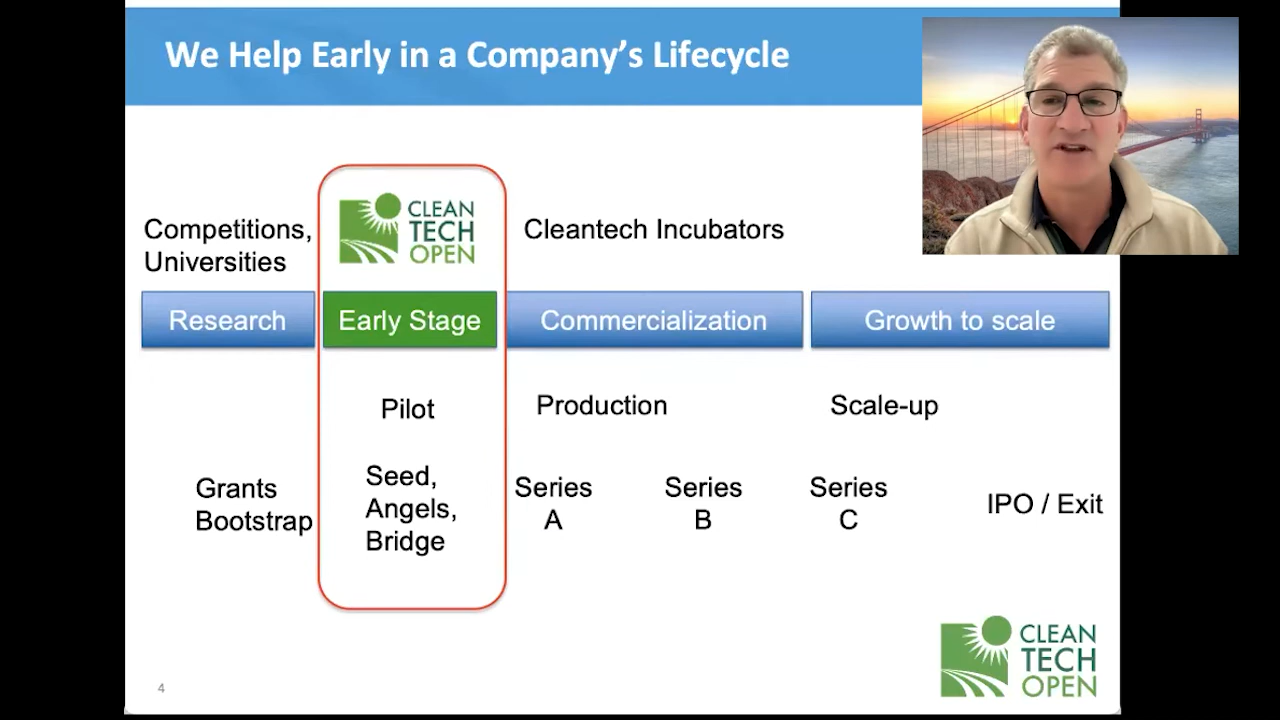 We Help Early in a Company's Lifecycle
Competitions,
Universities
CLEAN
TECH
OPEN
Cleantech Incubators
Research
Early Stage
Commercialization
Growth to scale
Pilot
Production
Scale-up
Grants
Bootstrap
Seed,
Angels,
Bridge
Series
A
Series
B
Series
C
IPO / Exit
CLEAN
TECH
OPEN
4